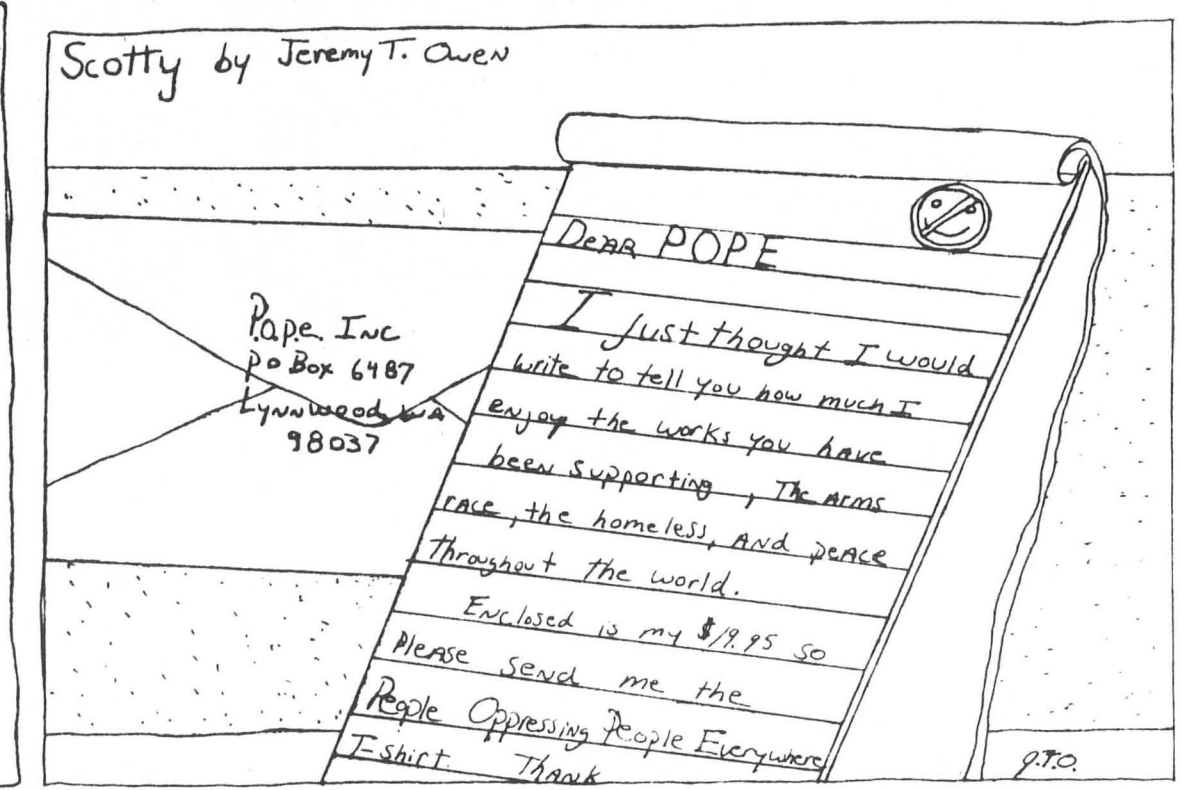 Scotty by Jeremy T. Owen
P.o.p.e. Inc
Po Box 6487
Lynnwood, WA
98037
Dear POPE
I just thought I would
write to tell you how much I
enjoy the works you have
been supporting, The arms
race, the homeless, and peace
throughout the world.
Enclosed is my $19.95 so
Please send me the
People Oppressing People Everywhere
T-shirt. Thank
J.T.O.